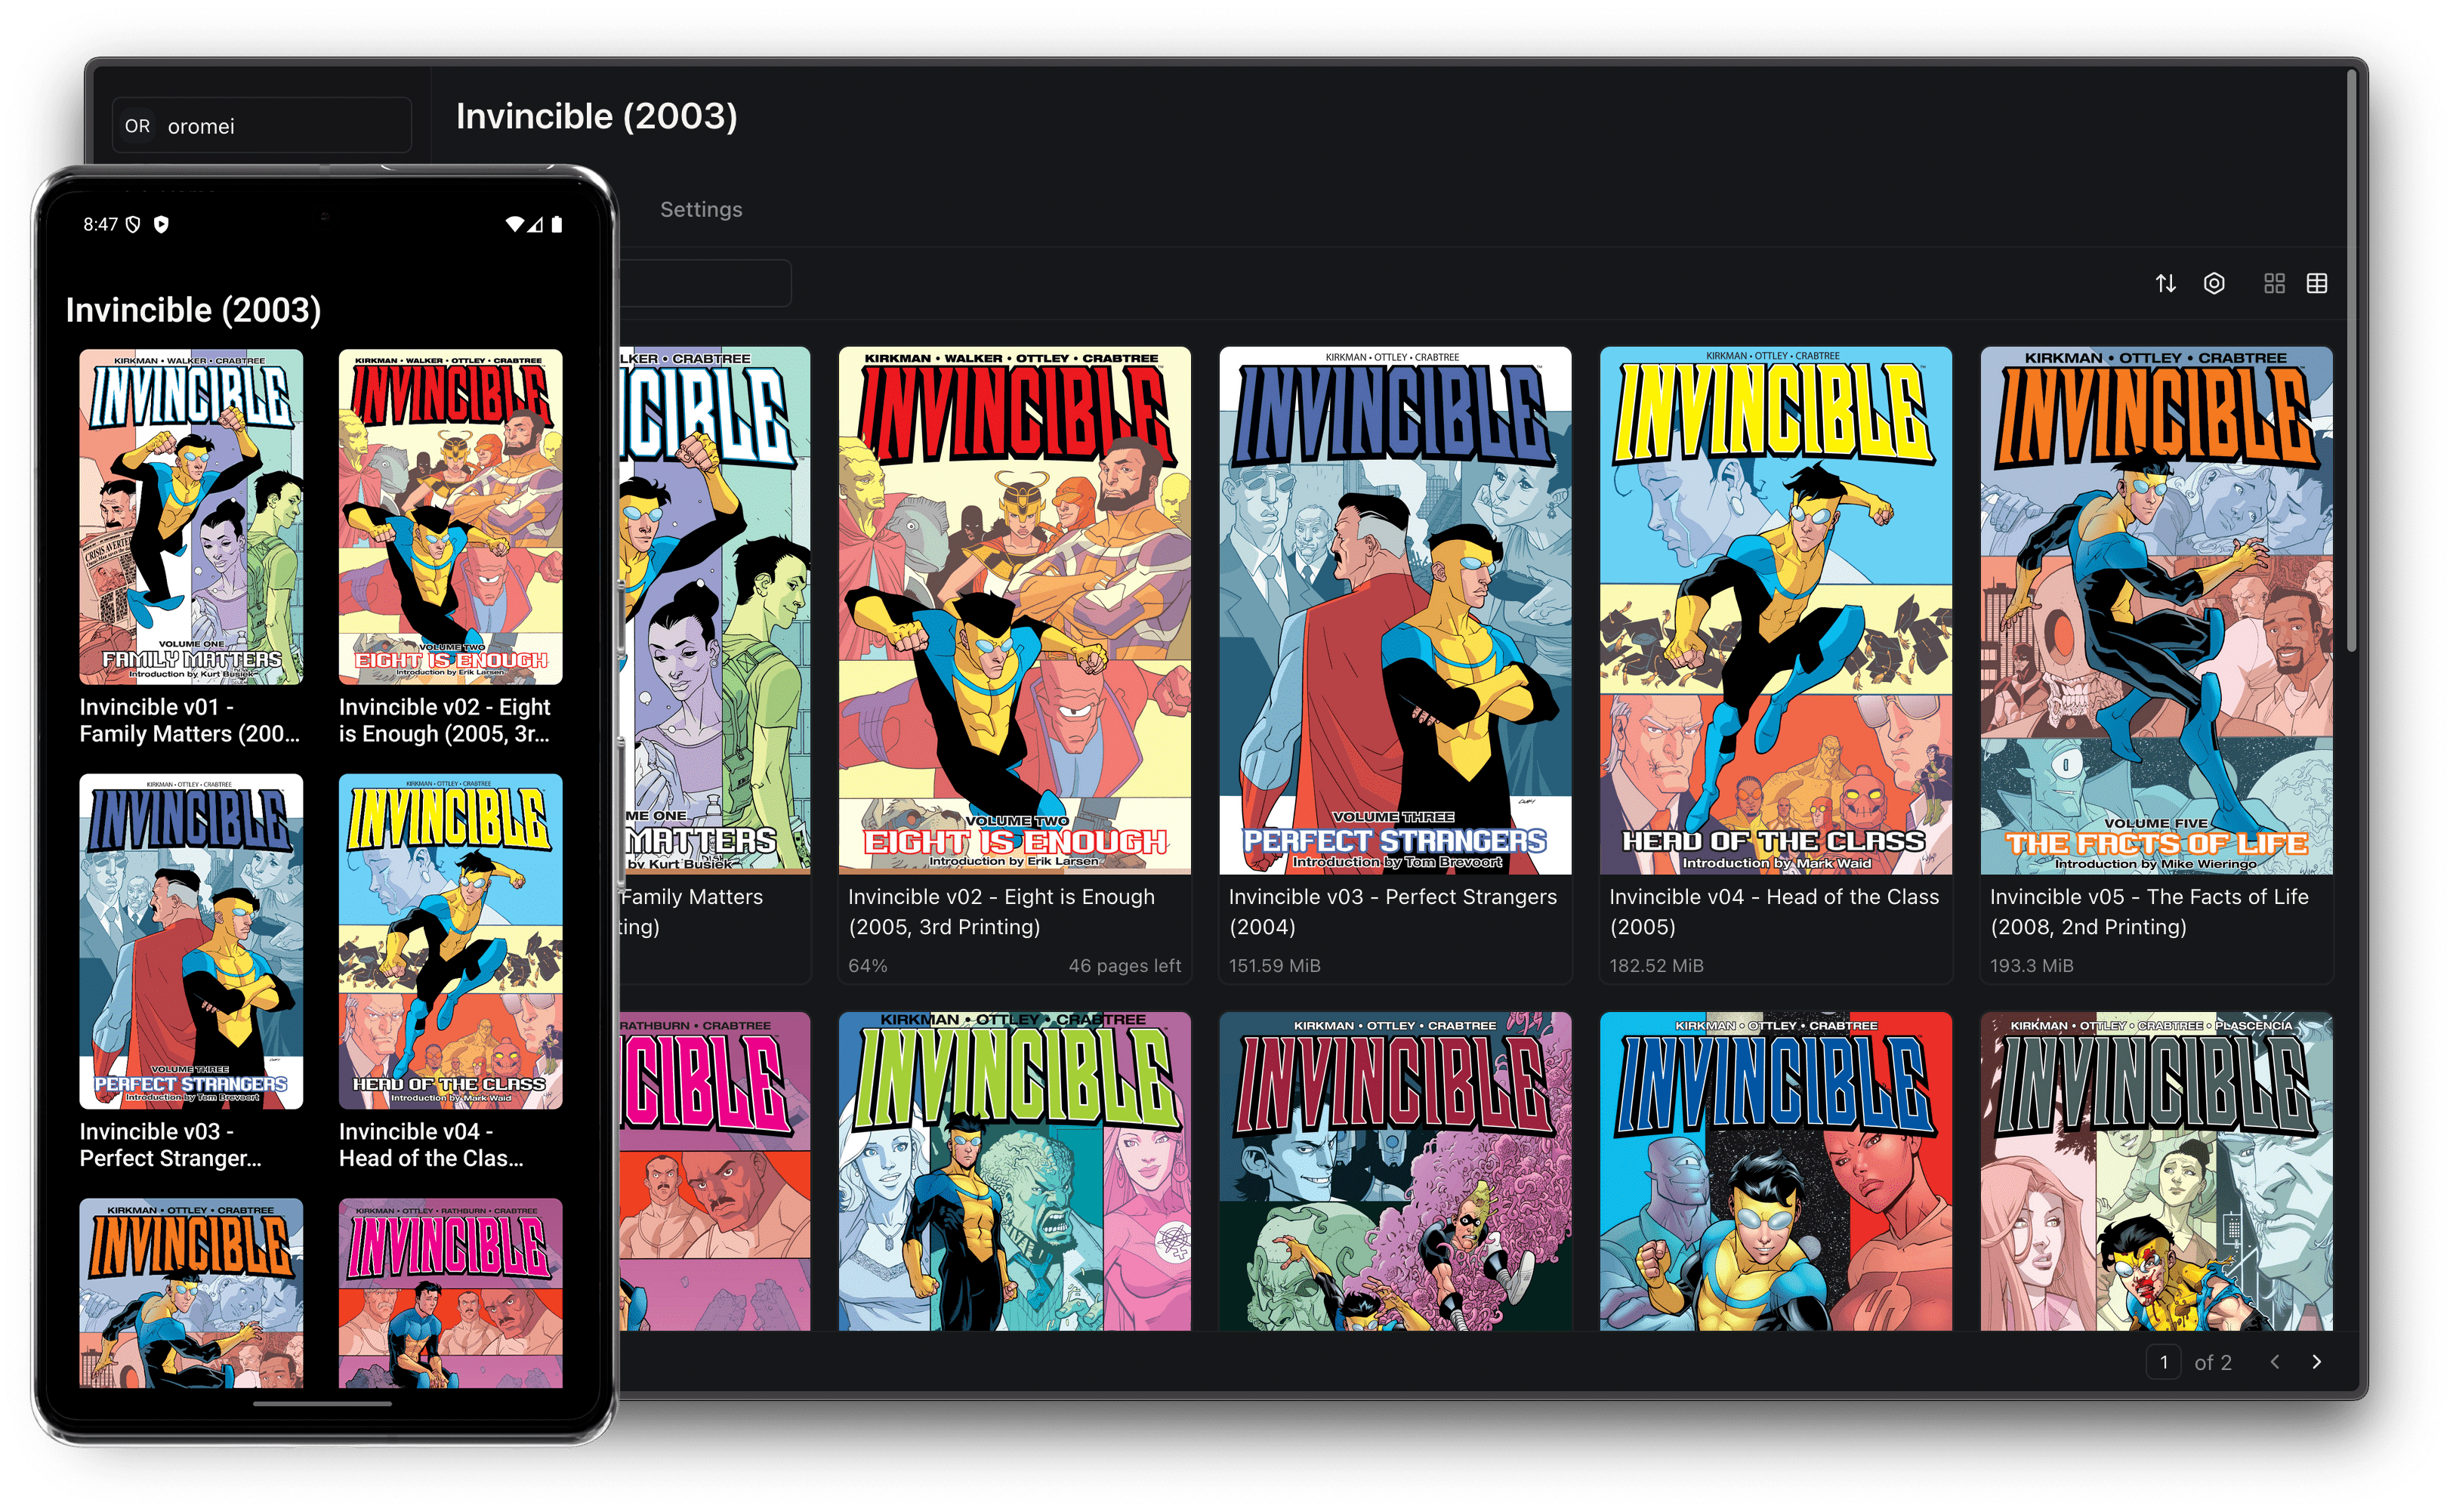 OR oromei
Invincible (2003)
Settings
8:47
Invincible (2003)
KIRKMAN • WALKER • CRABTREE
INVINCIBLE
CRISIS AVERTED
VOLUME ONE
FAMILY MATTERS
Introduction by Kurt Busiek
Invincible v01 -
Family Matters (200...
KIRKMAN • WALKER • OTTLEY • CRABTREE
INVINCIBLE
VOLUME TWO
EIGHT IS ENOUGH
Introduction by Erik Larsen
Invincible v02 - Eight
is Enough (2005, 3r...
KIRKMAN • OTTLEY • CRABTREE
INVINCIBLE
VOLUME THREE
PERFECT STRANGERS
Introduction by Tom Brevoort
Invincible v03 -
Perfect Stranger...
KIRKMAN • OTTLEY • CRABTREE
INVINCIBLE
HEAD OF THE CLASS
Introduction by Mark Waid
Invincible v04 -
Head of the Clas...
KIRKMAN • OTTLEY • CRABTREE
INVINCIBLE
KIRKMAN • OTTLEY • RATHBURN • CRABTREE
INVINCIBLE
LKER • CRABTREE
CIBLE
ME ONE
MATTERS
by Kurt Busiek
Family Matters
ting)
KIRKMAN • WALKER • OTTLEY • CRABTREE
INVINCIBLE
VOLUME TWO
EIGHT IS ENOUGH
Introduction by Erik Larsen
Invincible v02 - Eight is Enough
(2005, 3rd Printing)
64% 46 pages left
KIRKMAN • OTTLEY • CRABTREE
INVINCIBLE
VOLUME THREE
PERFECT STRANGERS
Introduction by Tom Brevoort
Invincible v03 - Perfect Strangers
(2004)
151.59 MiB
KIRKMAN • OTTLEY • CRABTREE
INVINCIBLE
HEAD OF THE CLASS
Introduction by Mark Waid
Invincible v04 - Head of the Class
(2005)
182.52 MiB
KIRKMAN • OTTLEY • CRABTREE
INVINCIBLE
VOLUME FIVE
THE FACTS OF LIFE
Introduction by Mike Wieringo
Invincible v05 - The Facts of Life
(2008, 2nd Printing)
193.3 MiB
RATHBURN • CRABTREE
CIBLE
KIRKMAN • OTTLEY • CRABTREE
INVINCIBLE
KIRKMAN • OTTLEY • CRABTREE
INVINCIBLE
KIRKMAN • OTTLEY • CRABTREE
INVINCIBLE
KIRKMAN • OTTLEY • CRABTREE • PLASCENCIA
INVINCIBLE
1 of 2